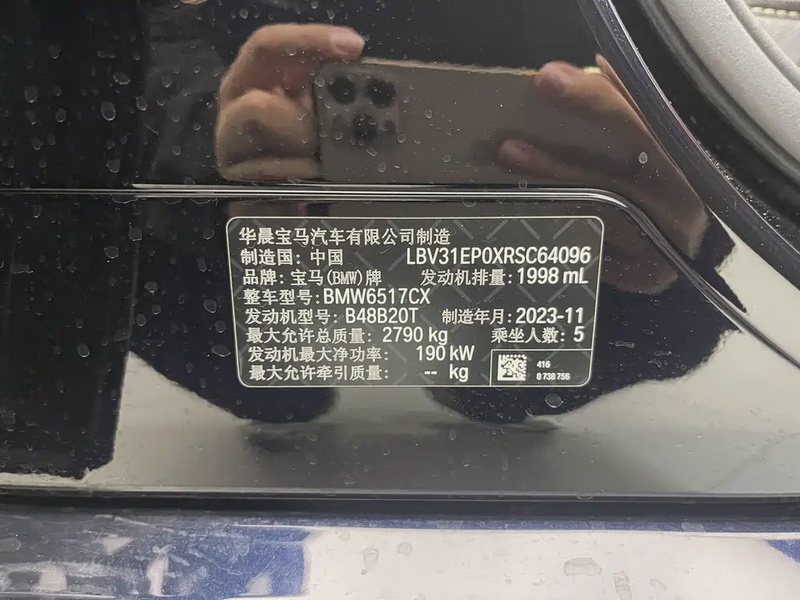 华晨宝马汽车有限公司制造
制造国: 中国 LBV31EP0XRSC64096
品牌: 宝马(BMW)牌 发动机排量: 1998 mL
整车型号: BMW6517CX
发动机型号: B48B20T 制造年月: 2023-11
最大允许总质量: 2790 kg 乘坐人数: 5
发动机最大净功率: 190 kW
最大允许牵引质量: -- kg
416
8 738 756